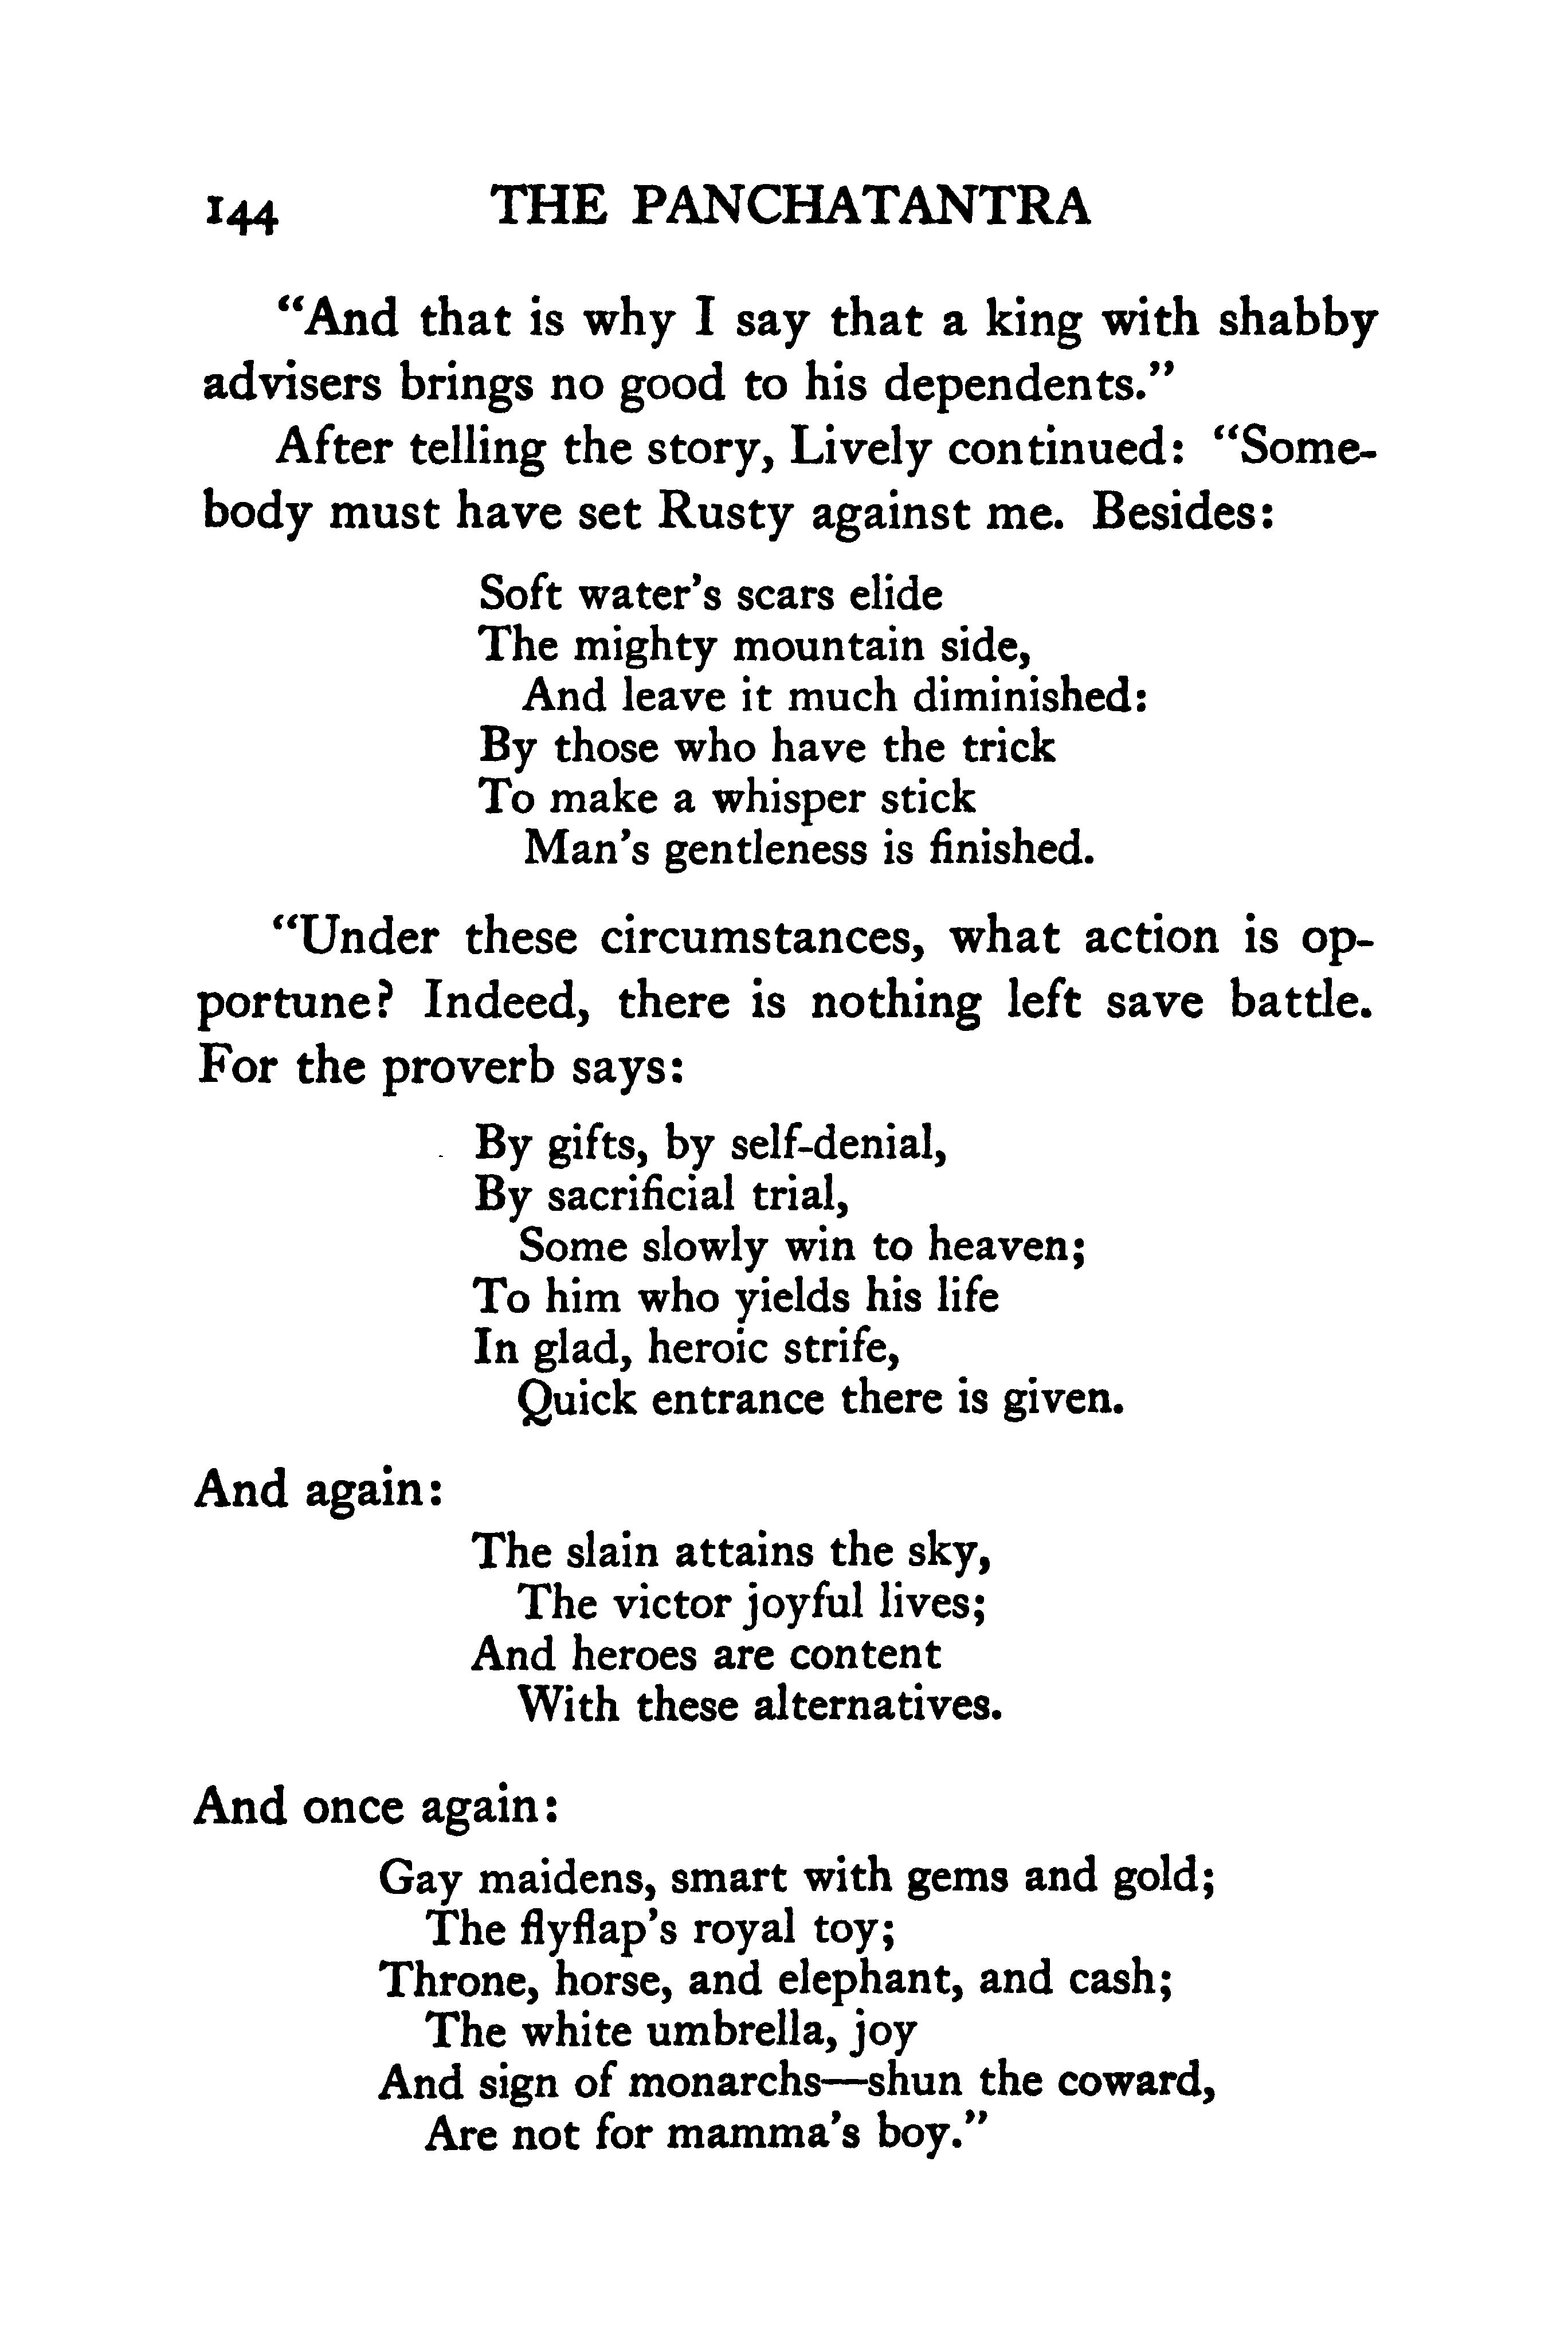 144 THE PANCHATANTRA
“And that is why I say that a king with shabby
advisers brings no good to his dependents.”
After telling the story, Lively continued: “Some-
body must have set Rusty against me. Besides:
Soft water’s scars elide
The mighty mountain side,
And leave it much diminished:
By those who have the trick
To make a whisper stick
Man’s gentleness is finished.
“Under these circumstances, what action is op-
portune? Indeed, there is nothing left save battle.
For the proverb says:
By gifts, by self-denial,
By sacrificial trial,
Some slowly win to heaven;
To him who yields his life
In glad, heroic strife,
Quick entrance there is given.
And again:
The slain attains the sky,
The victor joyful lives;
And heroes are content
With these alternatives.
And once again:
Gay maidens, smart with gems and gold;
The flyflap’s royal toy;
Throne, horse, and elephant, and cash;
The white umbrella, joy
And sign of monarchs—shun the coward,
Are not for mamma’s boy.”